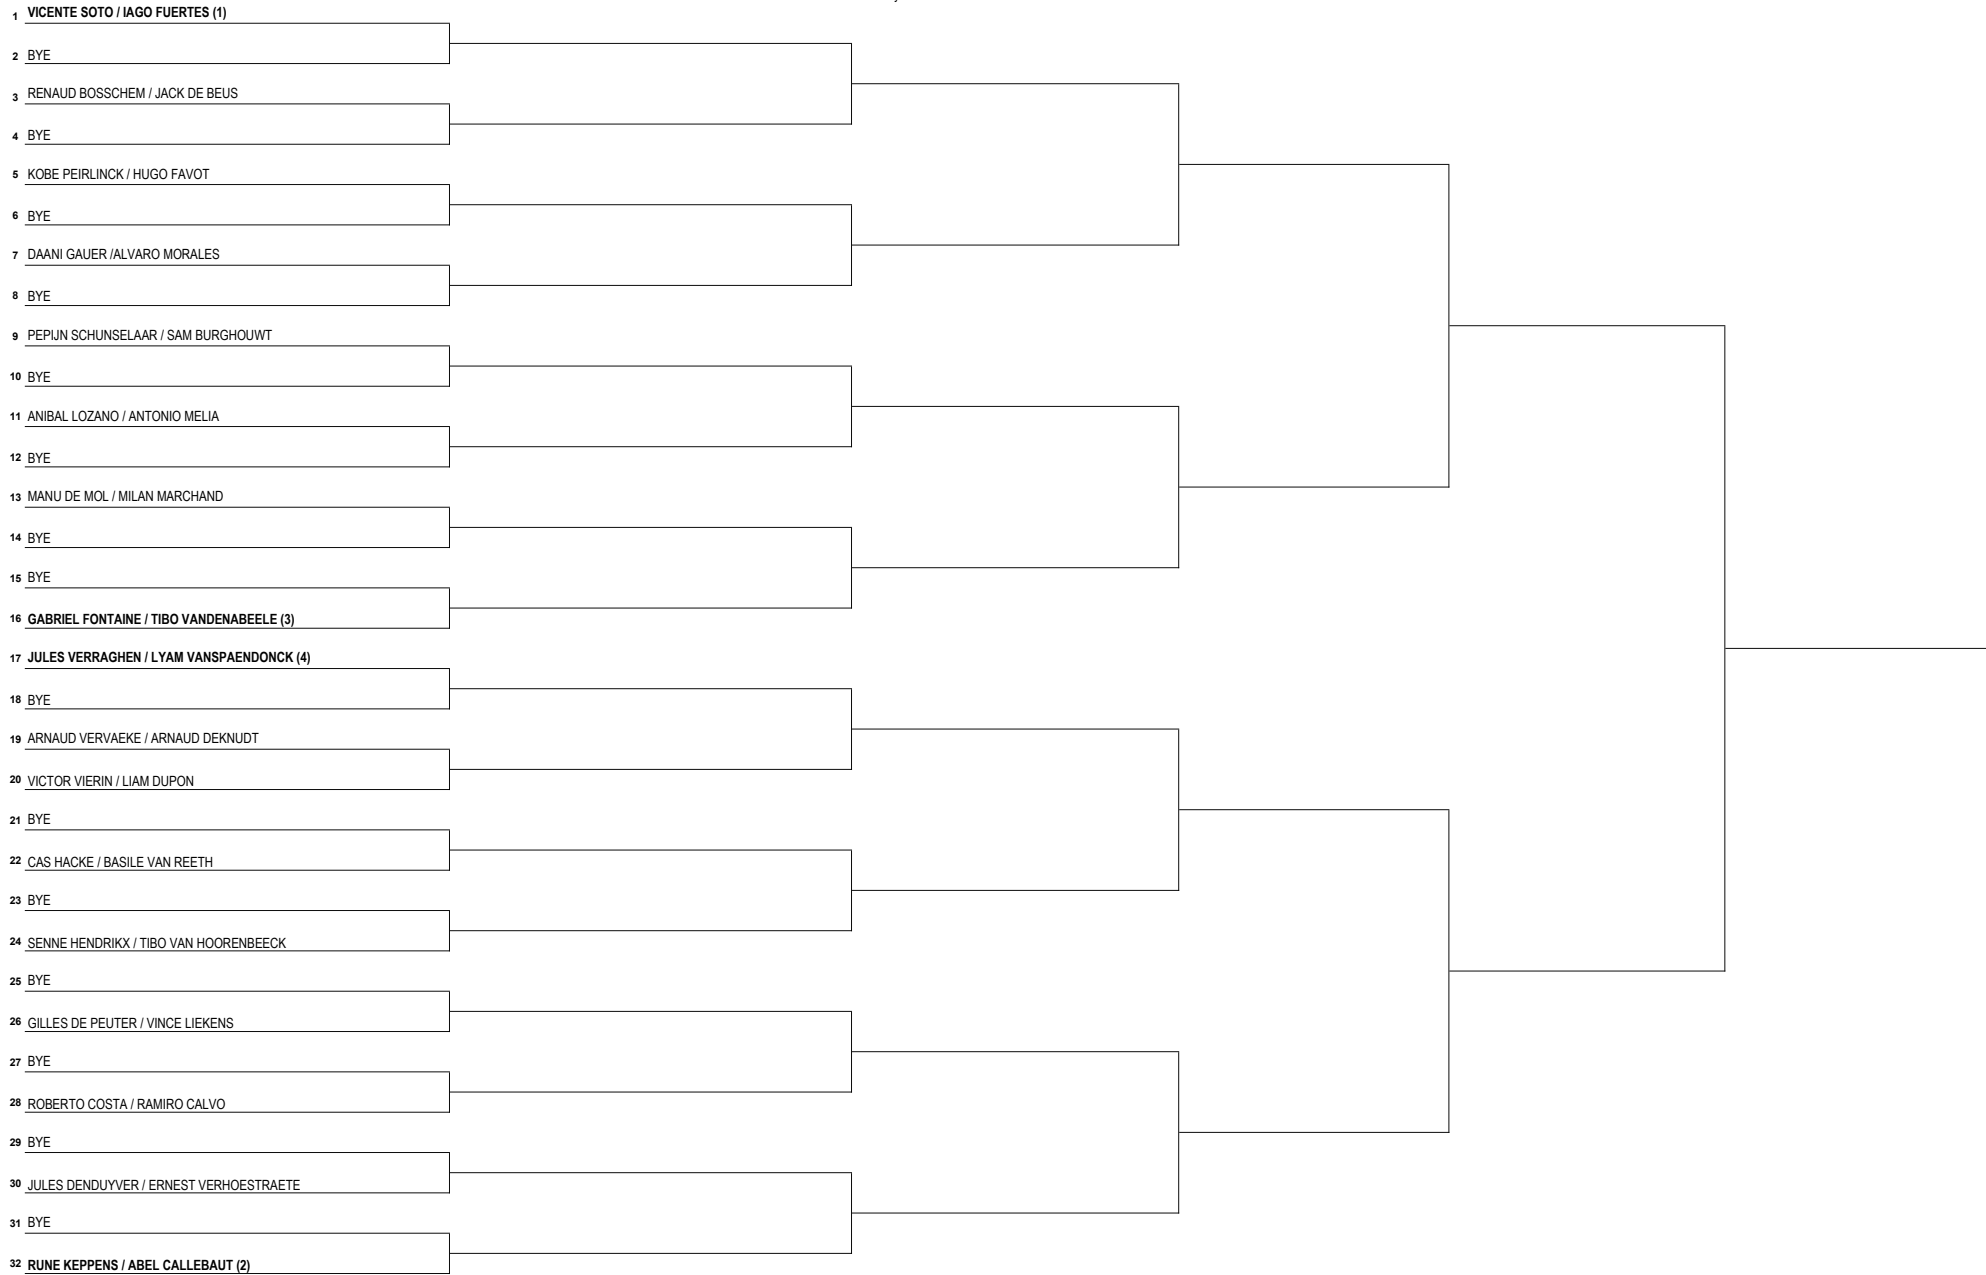 1 VICENTE SOTO / IAGO FUERTES (1)
2 BYE
3 RENAUD BOSSCHEM / JACK DE BEUS
4 BYE
5 KOBE PEIRLINCK / HUGO FAVOT
6 BYE
7 DAANI GAUER /ALVARO MORALES
8 BYE
9 PEPIJN SCHUNSELAAR / SAM BURGHOUWT
10 BYE
11 ANIBAL LOZANO / ANTONIO MELIA
12 BYE
13 MANU DE MOL / MILAN MARCHAND
14 BYE
15 BYE
16 GABRIEL FONTAINE / TIBO VANDENABEELE (3)
17 JULES VERRAGHEN / LYAM VANSPAENDONCK (4)
18 BYE
19 ARNAUD VERVAEKE / ARNAUD DEKNUDT
20 VICTOR VIERIN / LIAM DUPON
21 BYE
22 CAS HACKE / BASILE VAN REETH
23 BYE
24 SENNE HENDRIKX / TIBO VAN HOORENBEECK
25 BYE
26 GILLES DE PEUTER / VINCE LIEKENS
27 BYE
28 ROBERTO COSTA / RAMIRO CALVO
29 BYE
30 JULES DENDUYVER / ERNEST VERHOESTRAETE
31 BYE
32 RUNE KEPPENS / ABEL CALLEBAUT (2)